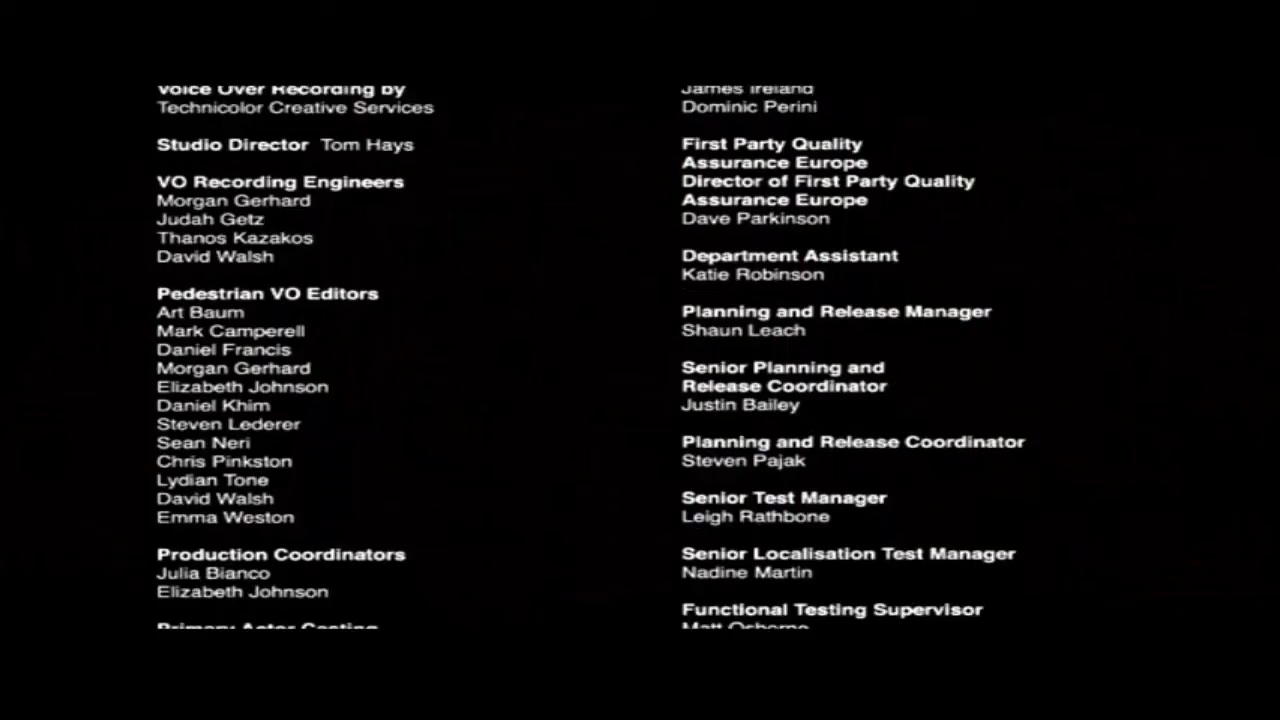 Voice Over Recording by
Technicolor Creative Services
Studio Director Tom Hays
VO Recording Engineers
Morgan Gerhard
Judah Getz
Thanos Kazakos
David Walsh
Pedestrian VO Editors
Art Baum
Mark Camperell
Daniel Francis
Morgan Gerhard
Elizabeth Johnson
Daniel Khim
Steven Lederer
Sean Neri
Chris Pinkston
Lydian Tone
David Walsh
Emma Weston
Production Coordinators
Julia Bianco
Elizabeth Johnson
Primary Actor Casting
James Ireland
Dominic Perini
First Party Quality
Assurance Europe
Director of First Party Quality
Assurance Europe
Dave Parkinson
Department Assistant
Katie Robinson
Planning and Release Manager
Shaun Leach
Senior Planning and
Release Coordinator
Justin Bailey
Planning and Release Coordinator
Steven Pajak
Senior Test Manager
Leigh Rathbone
Senior Localisation Test Manager
Nadine Martin
Functional Testing Supervisor
Matt Osborne